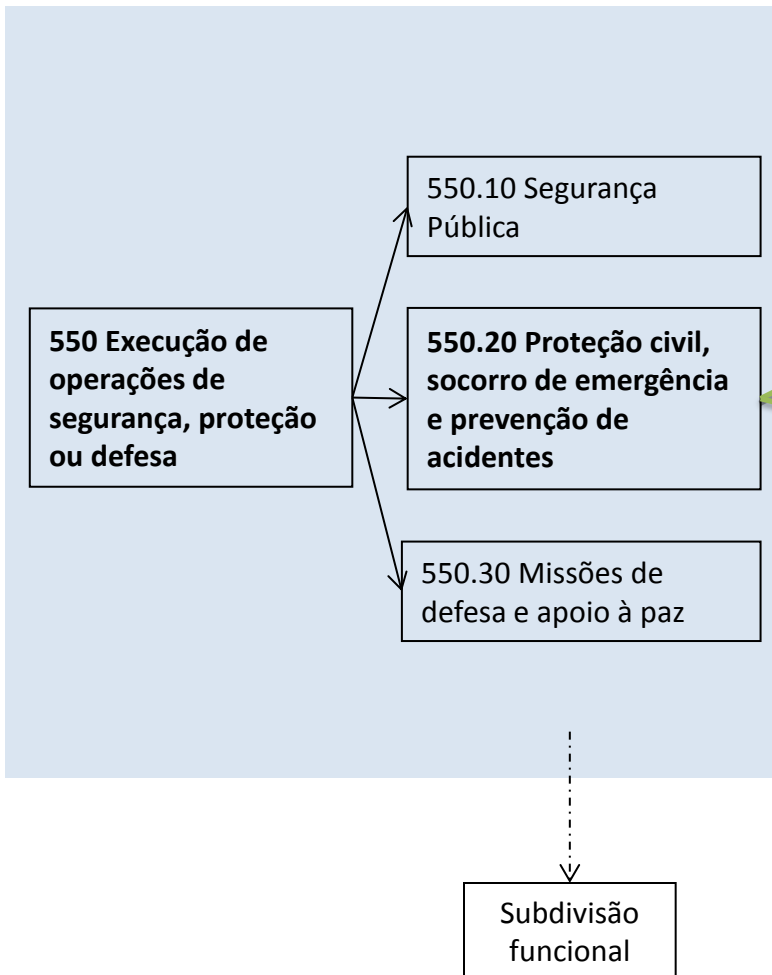 550.10 Segurança
Pública
550 Execução de
operações de
segurança, proteção
ou defesa
550.20 Proteção civil,
socorro de emergência
e prevenção de
acidentes
550.30 Missões de
defesa e apoio à paz
Subdivisão
funcional